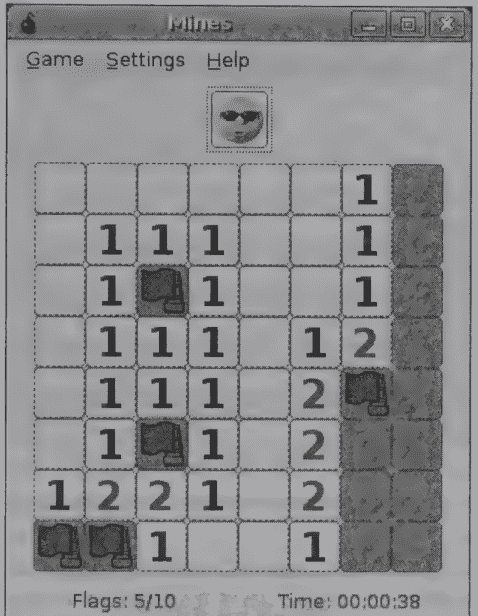 Mines
Game Settings Help
1
1 1 1 1
1 1 1
1 1 1 1 2
1 1 1 2
1 1 2
1 2 2 1 2
1 1
Flags: 5/10 Time: 00:00:38